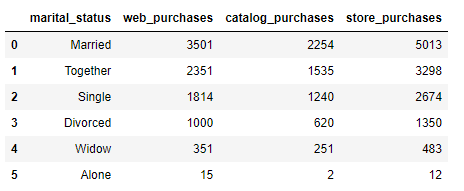 marital_status web_purchases catalog_purchases store_purchases
0 Married 3501 2254 5013
1 Together 2351 1535 3298
2 Single 1814 1240 2674
3 Divorced 1000 620 1350
4 Widow 351 251 483
5 Alone 15 2 12